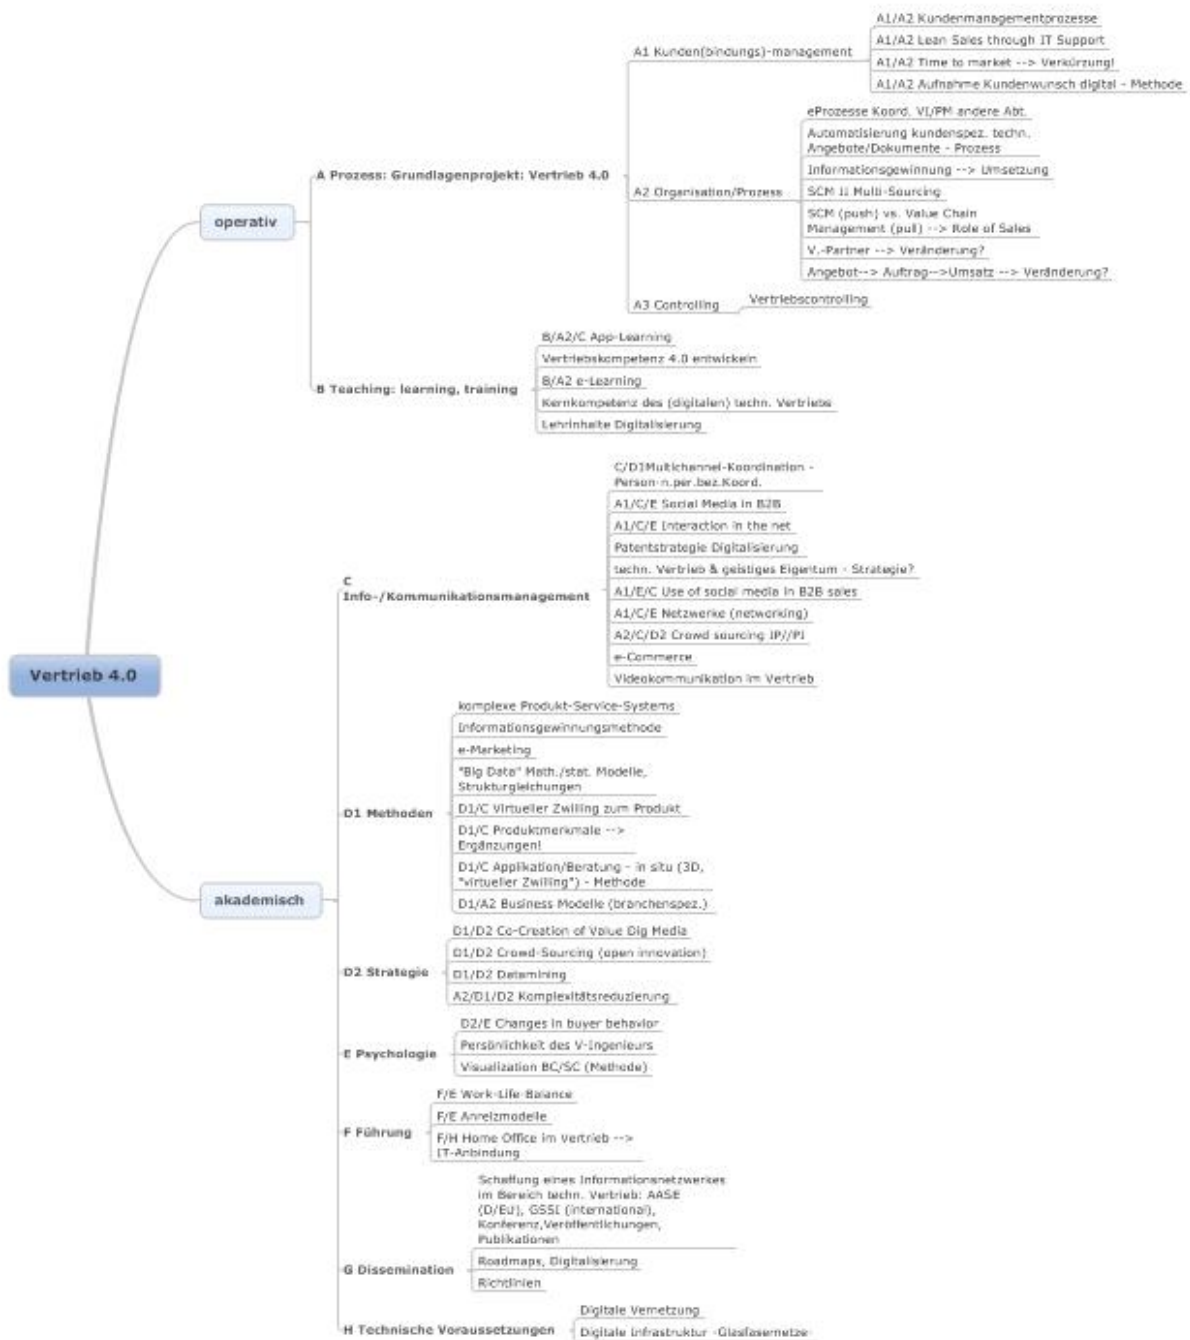 Vertrieb 4.0
operativ
A Prozess: Grundlagenprojekt: Vertrieb 4.0
A1 Kunden(bindungs)-management
A1/A2 Kundenmanagementprozesse
A1/A2 Lean Sales through IT Support
A1/A2 Time to market --> Verkürzung!
A1/A2 Aufnahme Kundenwunsch digital - Methode
A2 Organisation/Prozess
eProzesse Koord. VI/PM andere Abt.
Automatisierung kundenspez. techn.
Angebote/Dokumente - Prozess
Informationsgewinnung --> Umsetzung
SCM II Multi-Sourcing
SCM (push) vs. Value Chain
Management (pull) --> Role of Sales
V.-Partner --> Veränderung?
Angebot--> Auftrag-->Umsatz --> Veränderung?
A3 Controlling
Vertriebscontrolling
B Teaching: learning, training
B/A2/C App-Learning
Vertriebskompetenz 4.0 entwickeln
B/A2 e-Learning
Kernkompetenz des (digitalen) techn. Vertriebs
Lehrinhalte Digitalisierung
akademisch
C
Info-/Kommunikationsmanagement
C/D1Multichannel-Koordination -
Person-n.per.bez.Koord.
A1/C/E Social Media in B2B
A1/C/E Interaction in the net
Patentstrategie Digitalisierung
techn. Vertrieb & geistiges Eigentum - Strategie?
A1/E/C Use of social media in B2B sales
A1/C/E Netzwerke (networking)
A2/C/D2 Crowd sourcing IP//PI
e-Commerce
Videokommunikation im Vertrieb
D1 Methoden
komplexe Produkt-Service-Systems
Informationsgewinnungsmethode
e-Marketing
"Big Data" Math./stat. Modelle,
Strukturgleichungen
D1/C Virtueller Zwilling zum Produkt
D1/C Produktmerkmale -->
Ergänzungen!
D1/C Applikation/Beratung - in situ (3D,
"virtueller Zwilling") - Methode
D1/A2 Business Modelle (branchenspez.)
D2 Strategie
D1/D2 Co-Creation of Value Dig Media
D1/D2 Crowd-Sourcing (open innovation)
D1/D2 Datamining
A2/D1/D2 Komplexitätsreduzierung
E Psychologie
D2/E Changes in buyer behavior
Persönlichkeit des V-Ingenieurs
Visualization BC/SC (Methode)
F Führung
F/E Work-Life-Balance
F/E Anreizmodelle
F/H Home Office im Vertrieb -->
IT-Anbindung
G Dissemination
Schaffung eines Informationsnetzwerkes
im Bereich techn. Vertrieb: AASE
(D/EU), GSSI (international),
Konferenz,Veröffentlichungen,
Publikationen
Roadmaps, Digitalisierung
Richtlinien
H Technische Voraussetzungen
Digitale Vernetzung
Digitale Infrastruktur -Glasfasernetze-